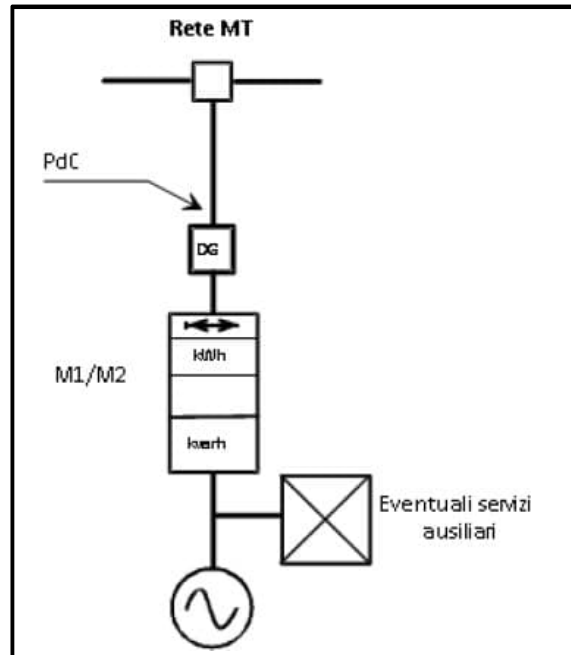 Rete MT
PdC
DG
kWh
M1/M2
kvarh
Eventuali servizi
ausiliari